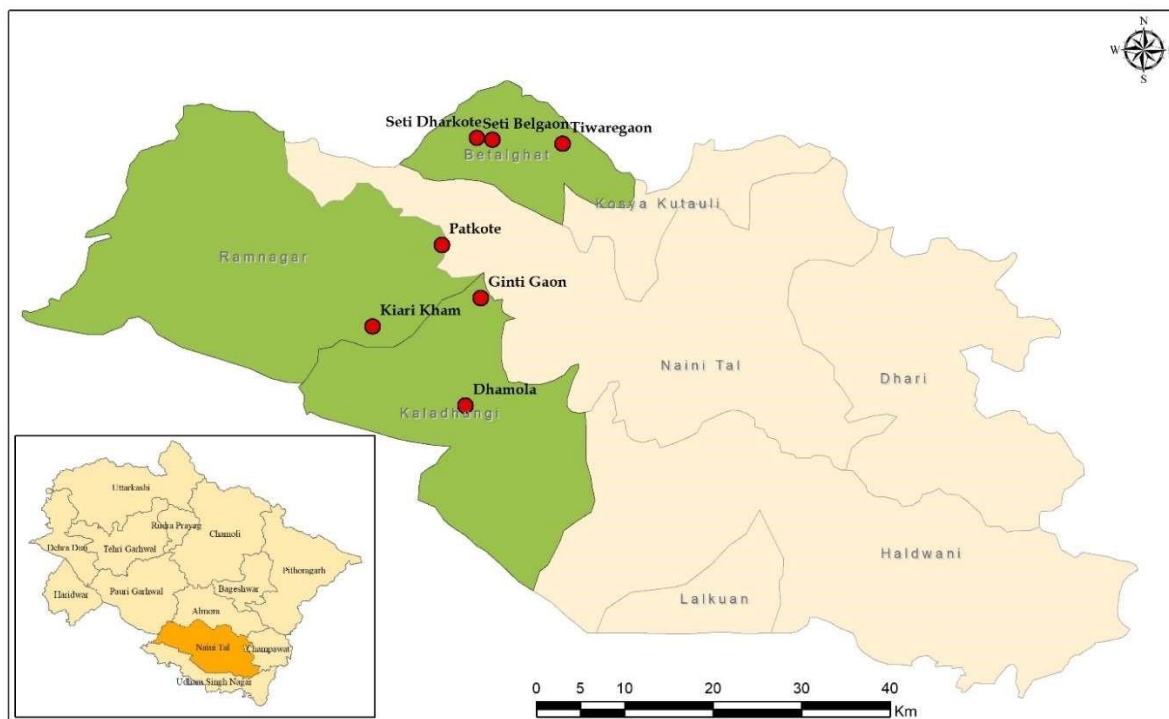 N
W
S
Seti Dharkote
Seti Belgaon
Tiwaregaon
Betalghat
Kosya Kutauli
Patkote
Ramnagar
Ginti Gaon
Kiari Kham
Naini Tal
Dhari
Dhamola
Kaladhungi
Haldwani
Lalkuan
Uttarkashi
Rudra Prayag
Chamoli
Dehra Dun
Tehri Garhwal
Pithoragarh
Haridwar
Pauri Garhwal
Bageshwar
Almora
Naini Tal
Champawat
Udham Singh Nagar
0 5 10 20 30 40
Km